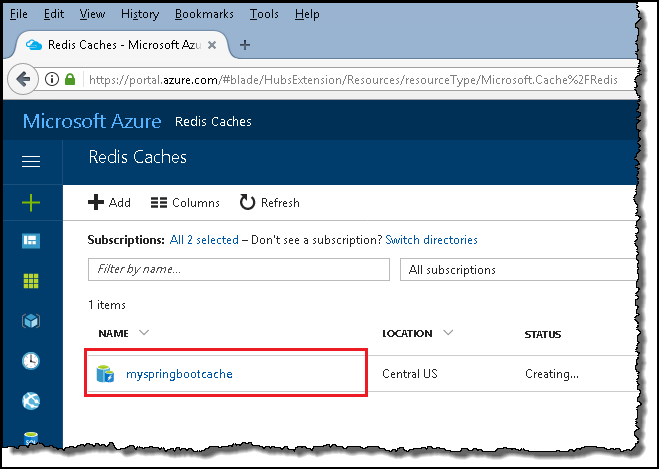 File Edit View History Bookmarks Tools Help
Redis Caches - Microsoft Azu
https://portal.azure.com/#blade/HubsExtension/Resources/resourceType/Microsoft.Cache%2FRedis
Microsoft Azure Redis Caches
Redis Caches
Add Columns Refresh
Subscriptions: All 2 selected – Don't see a subscription? Switch directories
Filter by name... All subscriptions
1 items
NAME LOCATION STATUS
myspringbootcache Central US Creating...
SQL